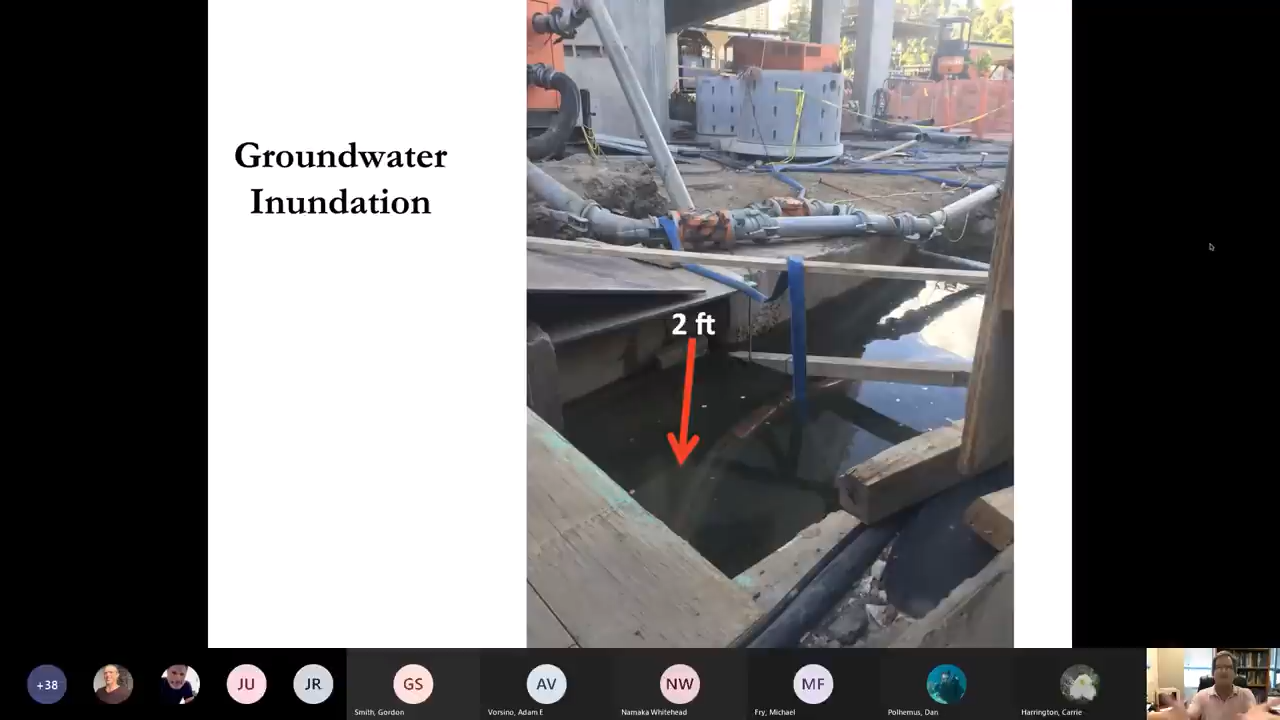 Groundwater
Inundation
2 ft
+38
JU
JR
GS
AV
NW
MF
Smith, Gordon
Vorsino, Adam E
Namaka Whitehead
Fry, Michael
Polhemus, Dan
Harrington, Carrie